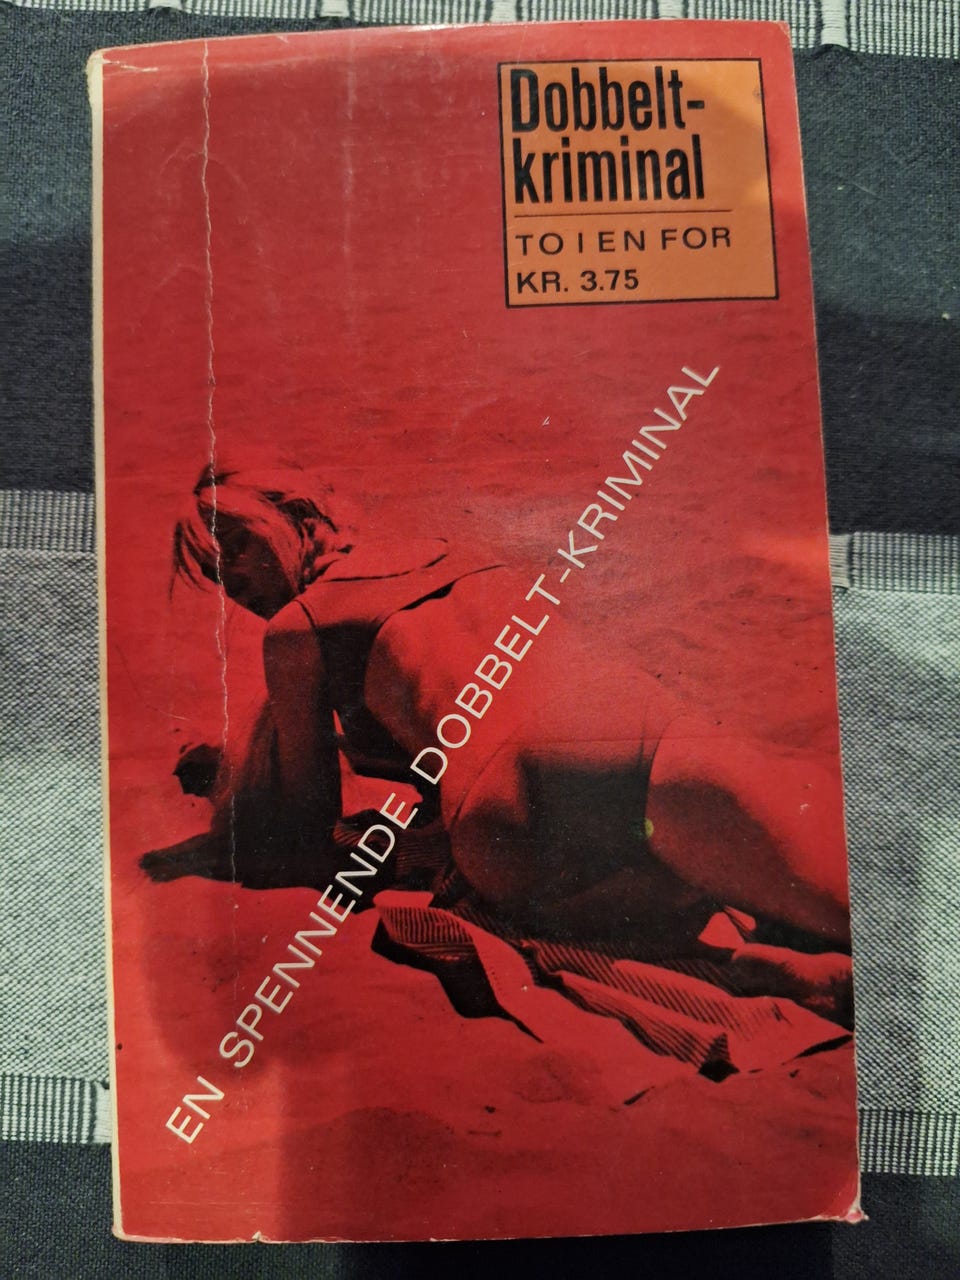 Dobbelt-
kriminal
TO I EN FOR
KR. 3.75
EN SPENNENDE DOBBELT-KRIMINAL